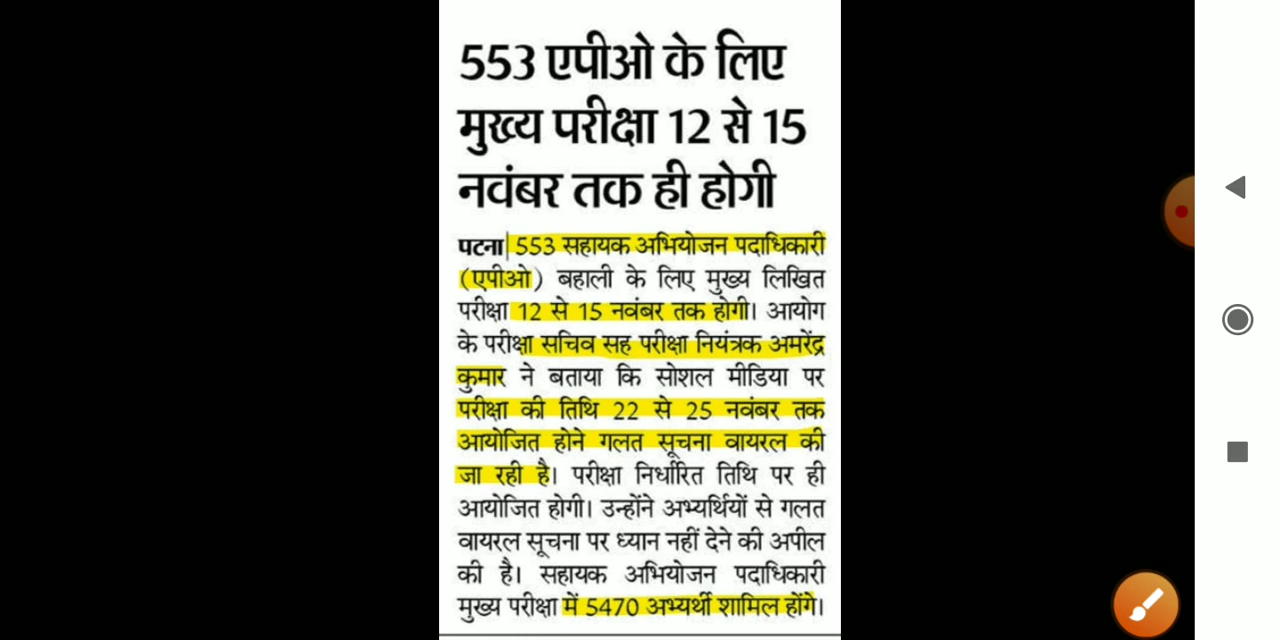 553 एपीओ के लिए
मुख्य परीक्षा 12 से 15
नवंबर तक ही होगी
पटना| 553 सहायक अभियोजन पदाधिकारी
(एपीओ) बहाली के लिए मुख्य लिखित
परीक्षा 12 से 15 नवंबर तक होगी। आयोग
के परीक्षा सचिव सह परीक्षा नियंत्रक अमरेंद्र
कुमार ने बताया कि सोशल मीडिया पर
परीक्षा की तिथि 22 से 25 नवंबर तक
आयोजित होने गलत सूचना वायरल की
जा रही है। परीक्षा निर्धारित तिथि पर ही
आयोजित होगी। उन्होंने अभ्यर्थियों से गलत
वायरल सूचना पर ध्यान नहीं देने की अपील
की है। सहायक अभियोजन पदाधिकारी
मुख्य परीक्षा में 5470 अभ्यर्थी शामिल होंगे।